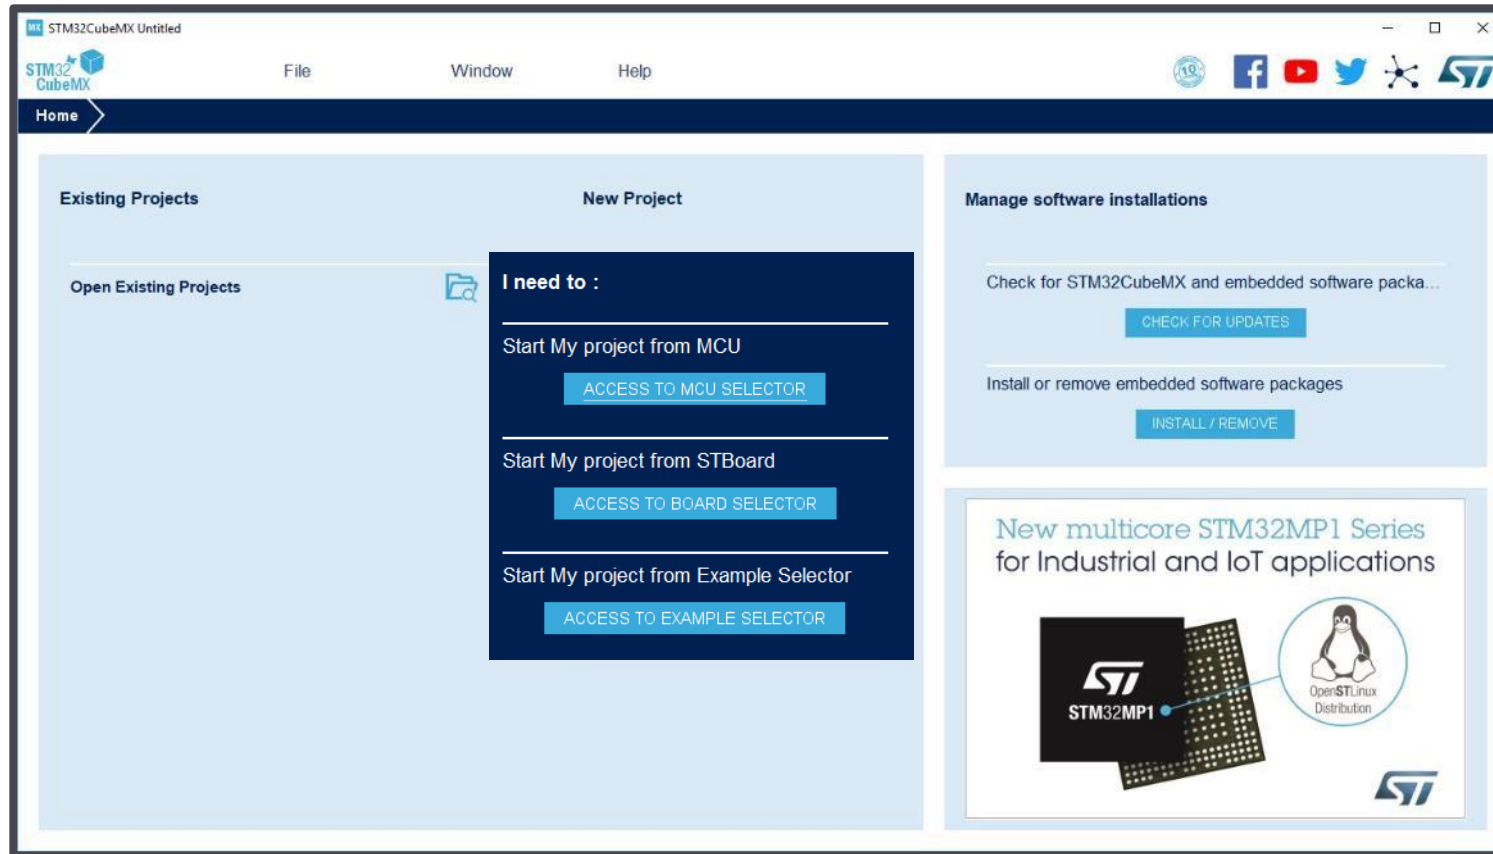 MX STM32CubeMX Untitled
STM32
CubeMX
File
Window
Help
10
Home
Existing Projects
New Project
Open Existing Projects
I need to :
Start My project from MCU
ACCESS TO MCU SELECTOR
Start My project from STBoard
ACCESS TO BOARD SELECTOR
Start My project from Example Selector
ACCESS TO EXAMPLE SELECTOR
Manage software installations
Check for STM32CubeMX and embedded software packa...
CHECK FOR UPDATES
Install or remove embedded software packages
INSTALL / REMOVE
New multicore STM32MP1 Series
for Industrial and IoT applications
ST
STM32MP1
OpenSTLinux
Distribution
ST